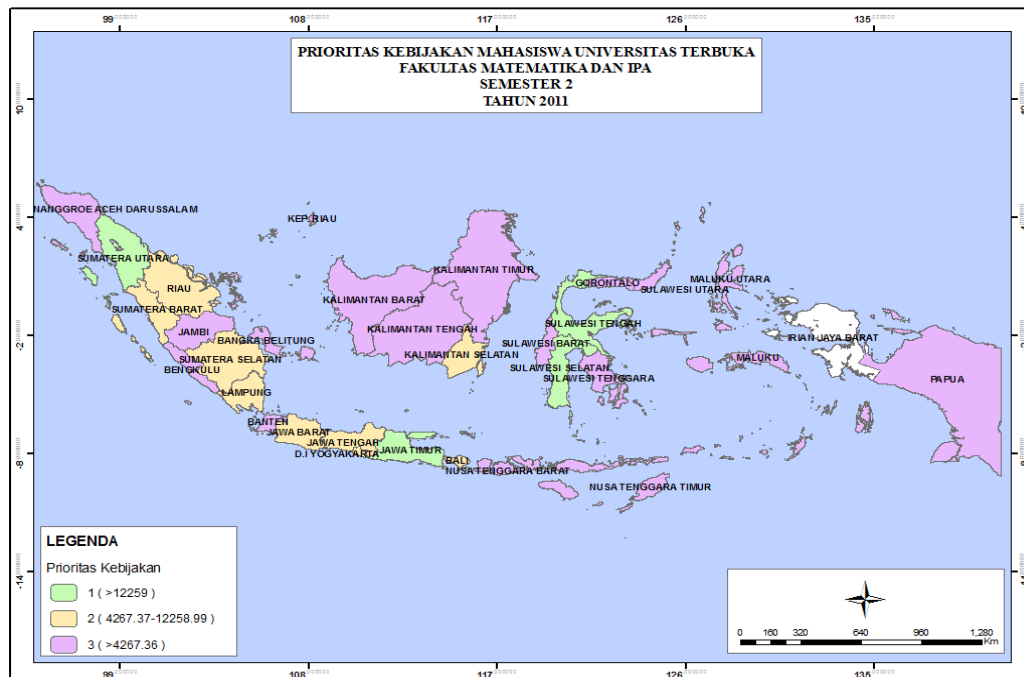 99 108 117 126 135
PRIORITAS KEBIJAKAN MAHASISWA UNIVERSITAS TERBUKA
FAKULTAS MATEMATIKA DAN IPA
SEMESTER 2
TAHUN 2011
NANGGROE ACEH DARUSSALAM
KEP. RIAU
SUMATERA UTARA
RIAU
SUMATERA BARAT
JAMBI
BANGKA BELITUNG
SUMATERA SELATAN
BENGKULU
LAMPUNG
BANTEN
JAWA BARAT
JAWA TENGAH
D.I YOGYAKARTA
JAWA TIMUR
BALI
NUSA TENGGARA BARAT
NUSA TENGGARA TIMUR
KALIMANTAN TIMUR
KALIMANTAN BARAT
KALIMANTAN TENGAH
KALIMANTAN SELATAN
GORONTALO
SULAWESI UTARA
SULAWESI TENGAH
SULAWESI BARAT
SULAWESI SELATAN
SULAWESI TENGGARA
MALUKU UTARA
MALUKU
IRIAN JAYA BARAT
PAPUA
LEGENDA
Prioritas Kebijakan
1 ( >12259 )
2 ( 4267.37-12258.99 )
3 ( >4267.36 )
0 160 320 640 960 1,280
Km
99 108 117 126 135